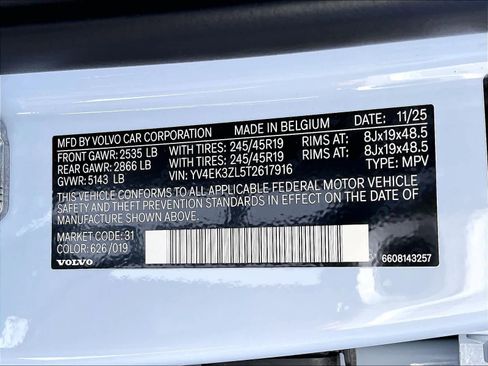 MFD BY VOLVO CAR CORPORATION MADE IN BELGIUM DATE: 11/25
FRONT GAWR: 2535 LB WITH TIRES: 245/45R19 RIMS AT: 8Jx19x48.5
REAR GAWR: 2866 LB WITH TIRES: 245/45R19 RIMS AT: 8Jx19x48.5
GVWR: 5143 LB VIN: YV4EK3ZL5T2617916 TYPE: MPV
THIS VEHICLE CONFORMS TO ALL APPLICABLE FEDERAL MOTOR VEHICLE
SAFETY AND THEFT PREVENTION STANDARDS IN EFFECT ON THE DATE OF
MANUFACTURE SHOWN ABOVE.
MARKET CODE: 31
COLOR: 626/019
VOLVO 6608143257